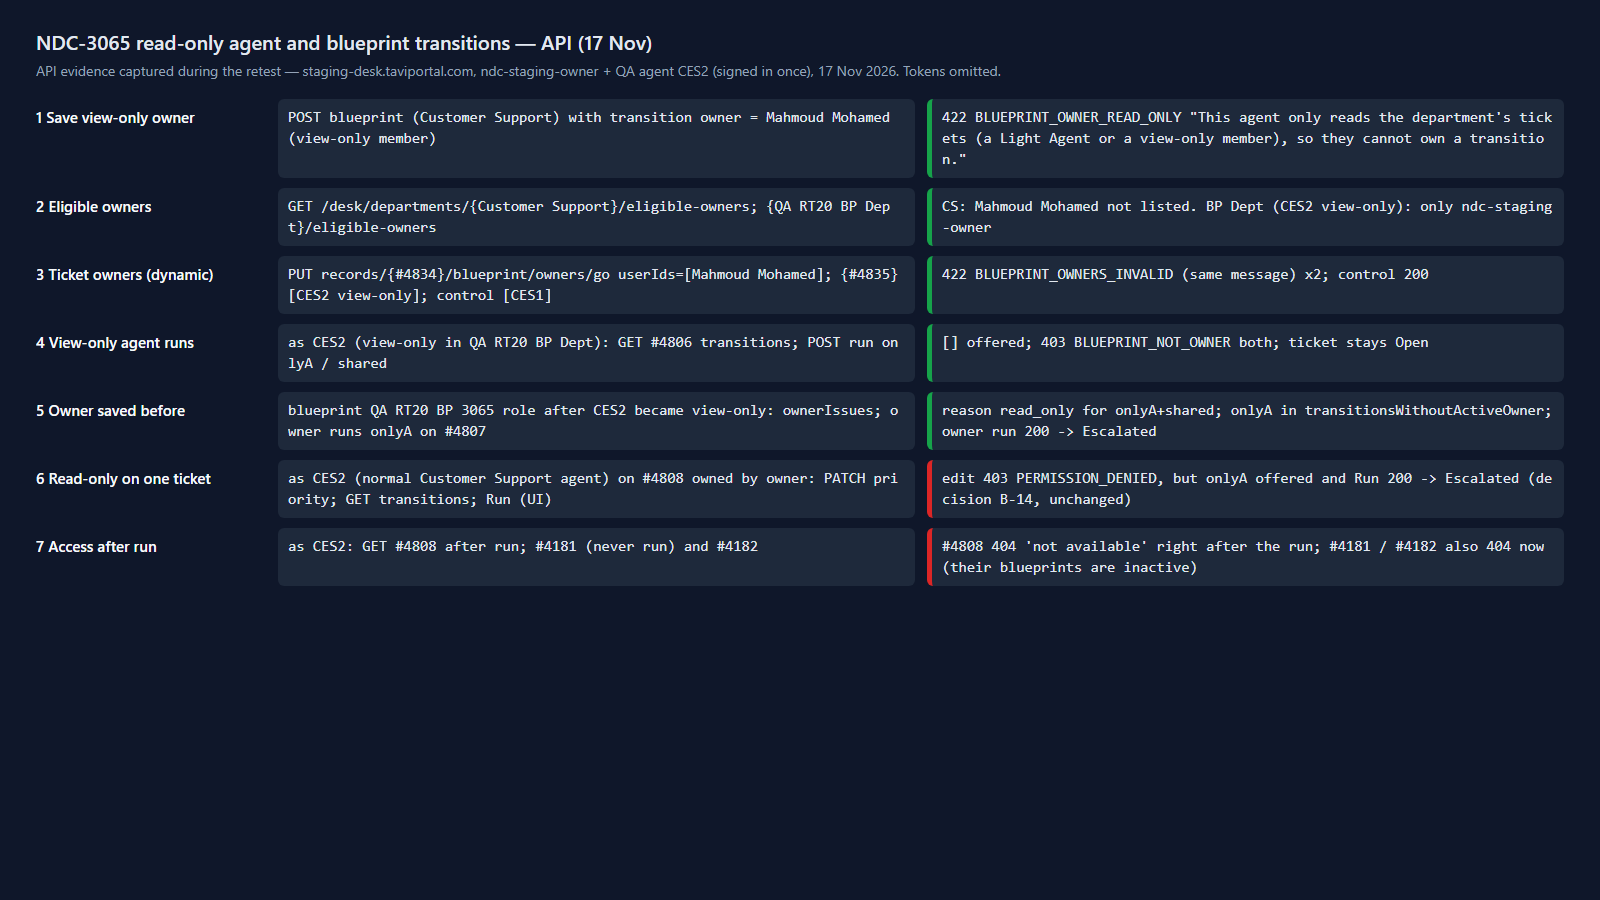 NDC-3065 read-only agent and blueprint transitions — API (17 Nov)
API evidence captured during the retest — staging-desk.taviportal.com, ndc-staging-owner + QA agent CES2 (signed in once), 17 Nov 2026. Tokens omitted.
1 Save view-only owner
POST blueprint (Customer Support) with transition owner = Mahmoud Mohamed
(view-only member)
422 BLUEPRINT_OWNER_READ_ONLY "This agent only reads the department's tick
ets (a Light Agent or a view-only member), so they cannot own a transitio
n."
2 Eligible owners
GET /desk/departments/{Customer Support}/eligible-owners; {QA RT20 BP Dep
t}/eligible-owners
CS: Mahmoud Mohamed not listed. BP Dept (CES2 view-only): only ndc-staging
-owner
3 Ticket owners (dynamic)
PUT records/{#4834}/blueprint/owners/go userIds=[Mahmoud Mohamed]; {#4835}
[CES2 view-only]; control [CES1]
422 BLUEPRINT_OWNERS_INVALID (same message) x2; control 200
4 View-only agent runs
as CES2 (view-only in QA RT20 BP Dept): GET #4806 transitions; POST run on
lyA / shared
[] offered; 403 BLUEPRINT_NOT_OWNER both; ticket stays Open
5 Owner saved before
blueprint QA RT20 BP 3065 role after CES2 became view-only: ownerIssues; o
wner runs onlyA on #4807
reason read_only for onlyA+shared; onlyA in transitionsWithoutActiveOwner;
owner run 200 -> Escalated
6 Read-only on one ticket
as CES2 (normal Customer Support agent) on #4808 owned by owner: PATCH pri
ority; GET transitions; Run (UI)
edit 403 PERMISSION_DENIED, but onlyA offered and Run 200 -> Escalated (de
cision B-14, unchanged)
7 Access after run
as CES2: GET #4808 after run; #4181 (never run) and #4182
#4808 404 'not available' right after the run; #4181 / #4182 also 404 now
(their blueprints are inactive)